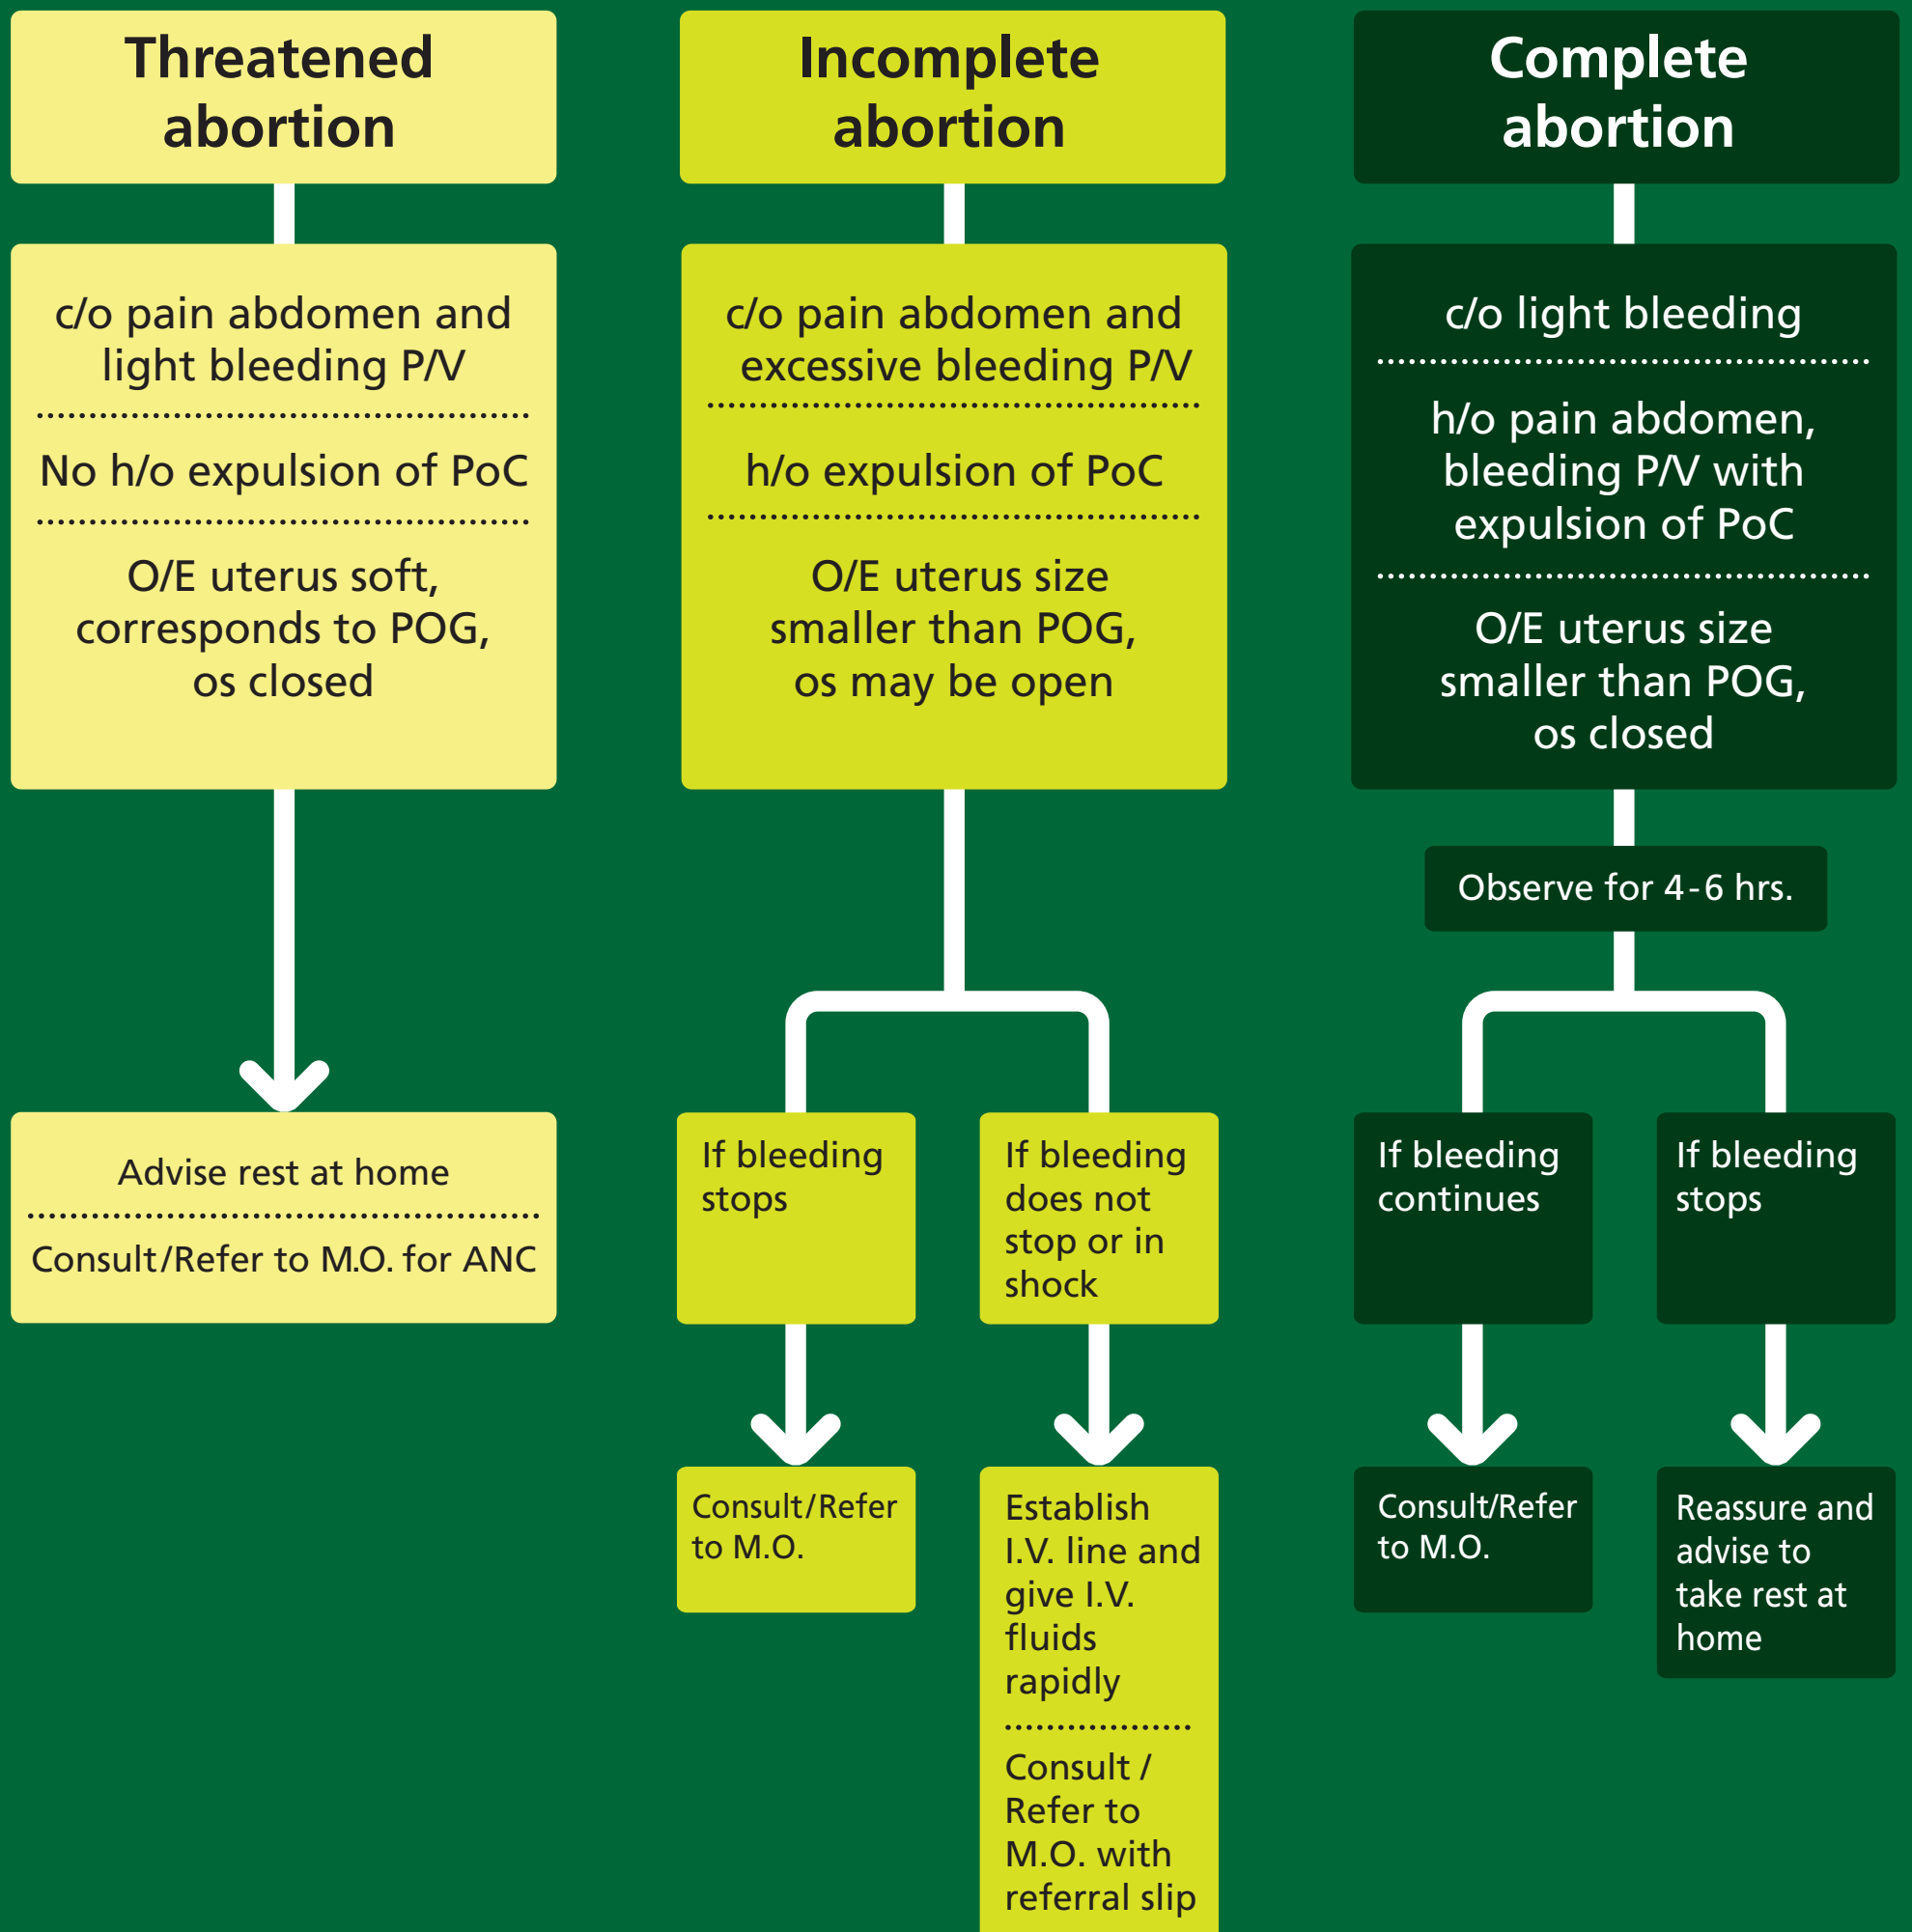 Threatened
abortion
c/o pain abdomen and
light bleeding P/V
No h/o expulsion of PoC
O/E uterus soft,
corresponds to POG,
os closed
Advise rest at home
Consult/Refer to M.O. for ANC
Incomplete
abortion
c/o pain abdomen and
excessive bleeding P/V
h/o expulsion of PoC
O/E uterus size
smaller than POG,
os may be open
If bleeding
stops
Consult/Refer
to M.O.
If bleeding
does not
stop or in
shock
Establish
I.V. line and
give I.V.
fluids
rapidly
Consult /
Refer to
M.O. with
referral slip
Complete
abortion
c/o light bleeding
h/o pain abdomen,
bleeding P/V with
expulsion of PoC
O/E uterus size
smaller than POG,
os closed
Observe for 4-6 hrs.
If bleeding
continues
Consult/Refer
to M.O.
If bleeding
stops
Reassure and
advise to
take rest at
home